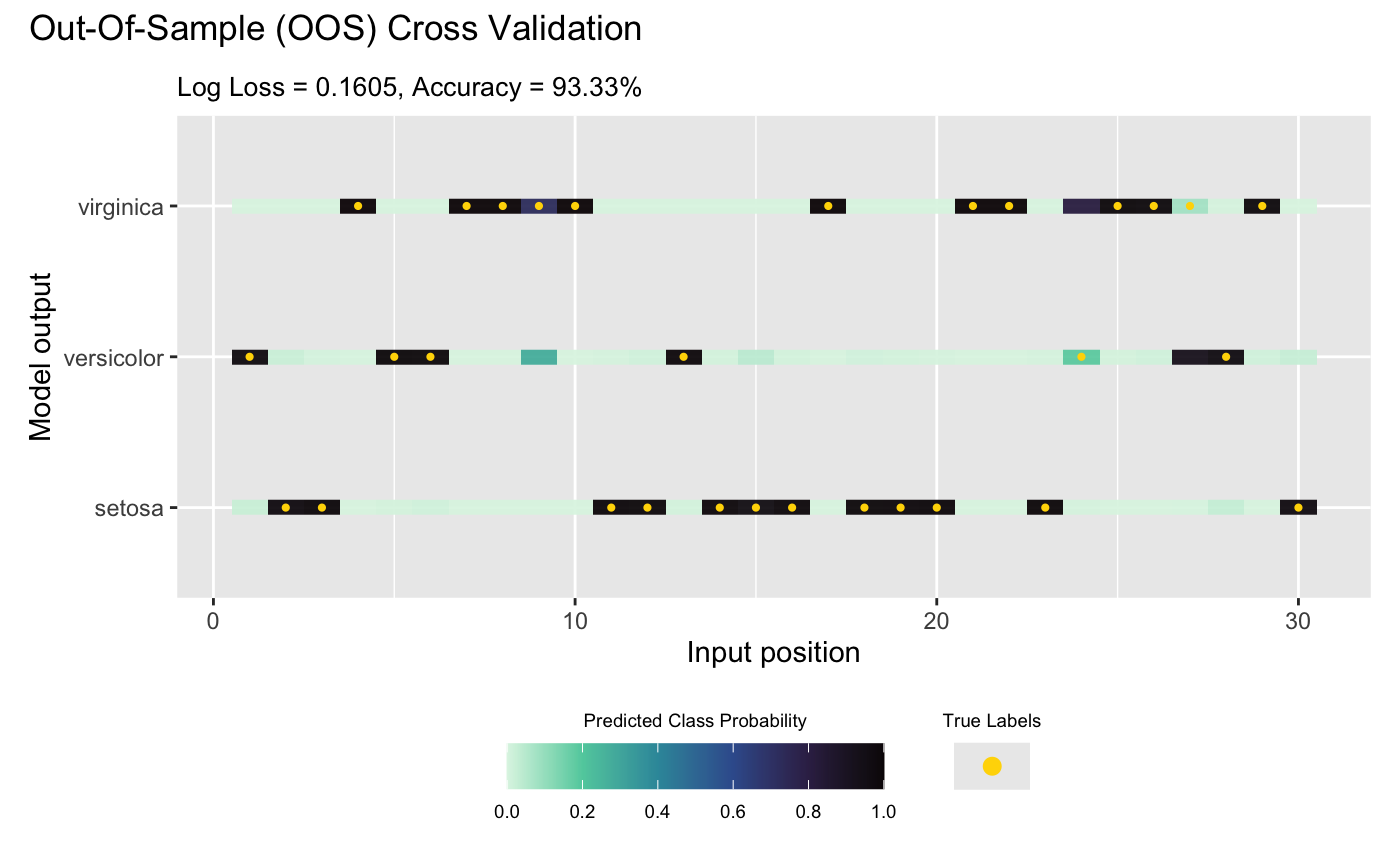 Out-Of-Sample (OOS) Cross Validation
Log Loss = 0.1605, Accuracy = 93.33%
Model output
virginica
versicolor
setosa
0 10 20 30
Input position
Predicted Class Probability
0.0 0.2 0.4 0.6 0.8 1.0
True Labels